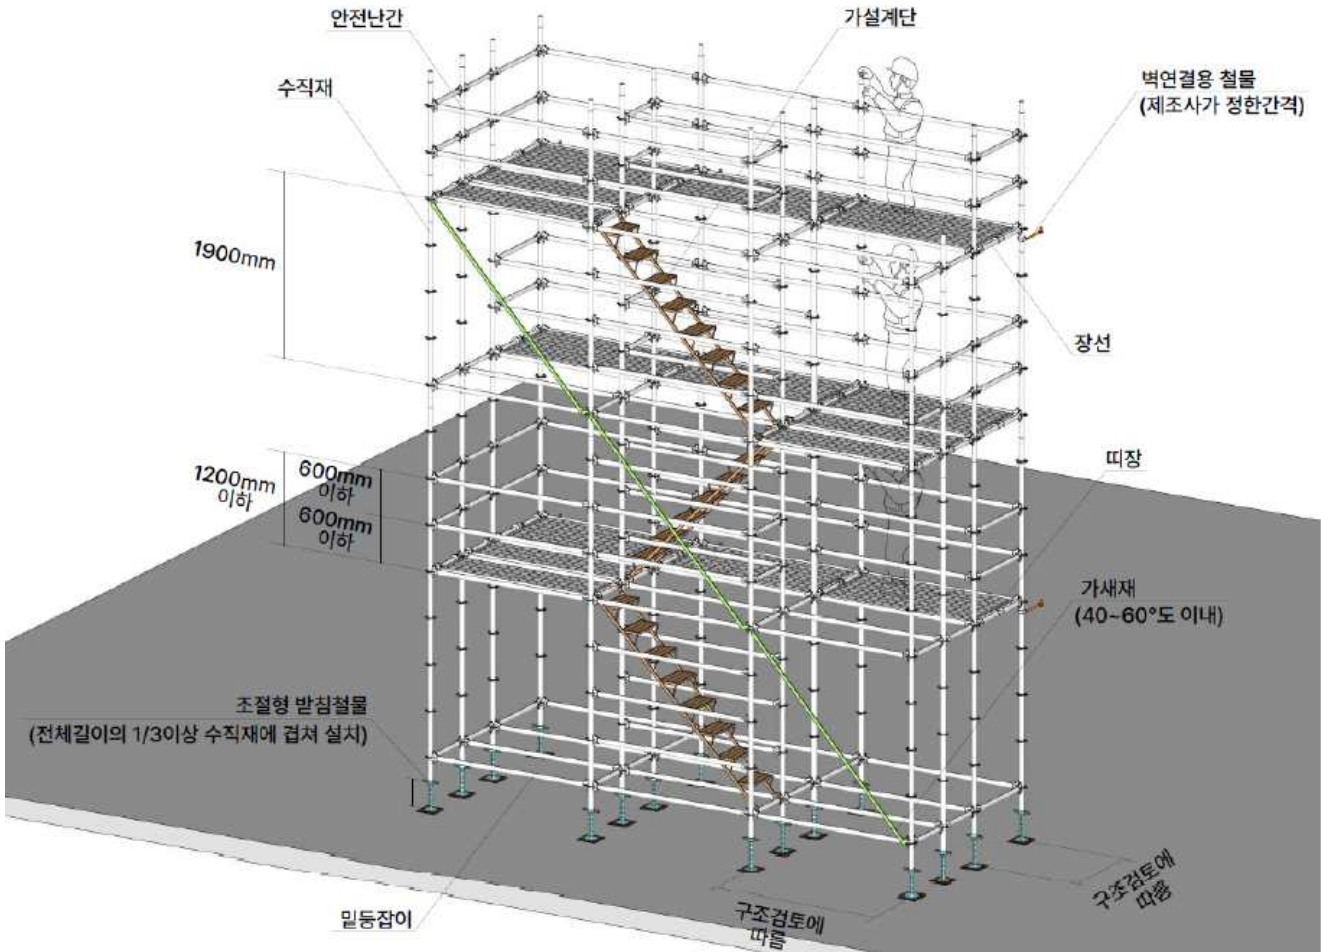 안전난간
가설계단
수직재
벽연결용 철물
(제조사가 정한간격)
1900mm
장선
띠장
1200mm
이하
600mm
이하
600mm
이하
가새재
(40~60°도 이내)
조절형 받침철물
(전체길이의 1/3이상 수직재에 겹쳐 설치)
밑둥잡이
구조검토에
따름
구조검토에
따름